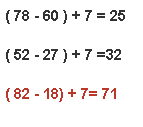 ( 78 - 60 ) + 7 = 25
( 52 - 27 ) + 7 =32
( 82 - 18) + 7= 71